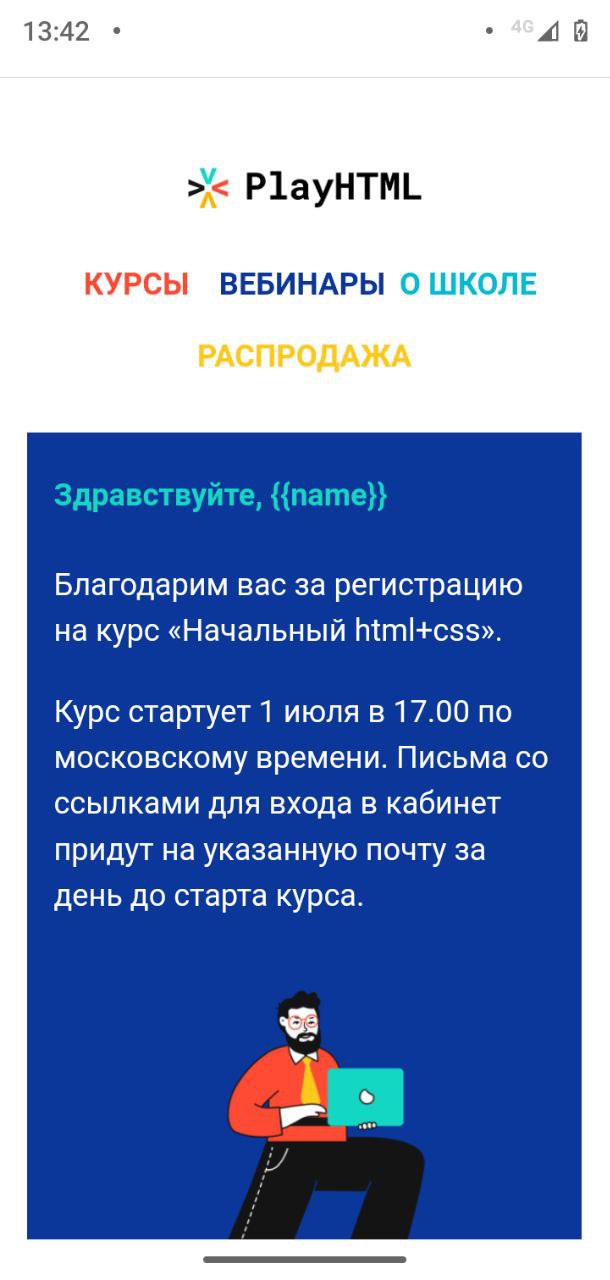 13:42
4G
PlayHTML
КУРСЫ ВЕБИНАРЫ О ШКОЛЕ
РАСПРОДАЖА
Здравствуйте, {{name}}
Благодарим вас за регистрацию
на курс «Начальный html+css».
Курс стартует 1 июля в 17.00 по
московскому времени. Письма со
ссылками для входа в кабинет
придут на указанную почту за
день до старта курса.